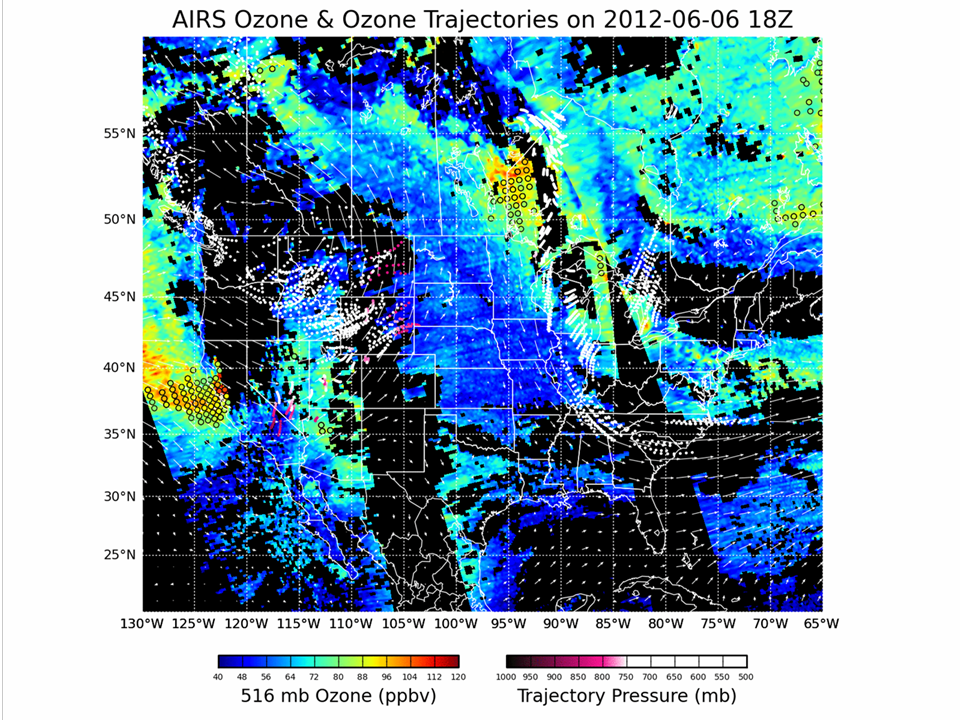 AIRS Ozone & Ozone Trajectories on 2012-06-06 18Z
55°N
50°N
45°N
40°N
35°N
30°N
25°N
130°W 125°W 120°W 115°W 110°W 105°W 100°W 95°W 90°W 85°W 80°W 75°W 70°W 65°W
40 48 56 64 72 80 88 96 104 112 120
516 mb Ozone (ppbv)
1000 950 900 850 800 750 700 650 600 550 500
Trajectory Pressure (mb)